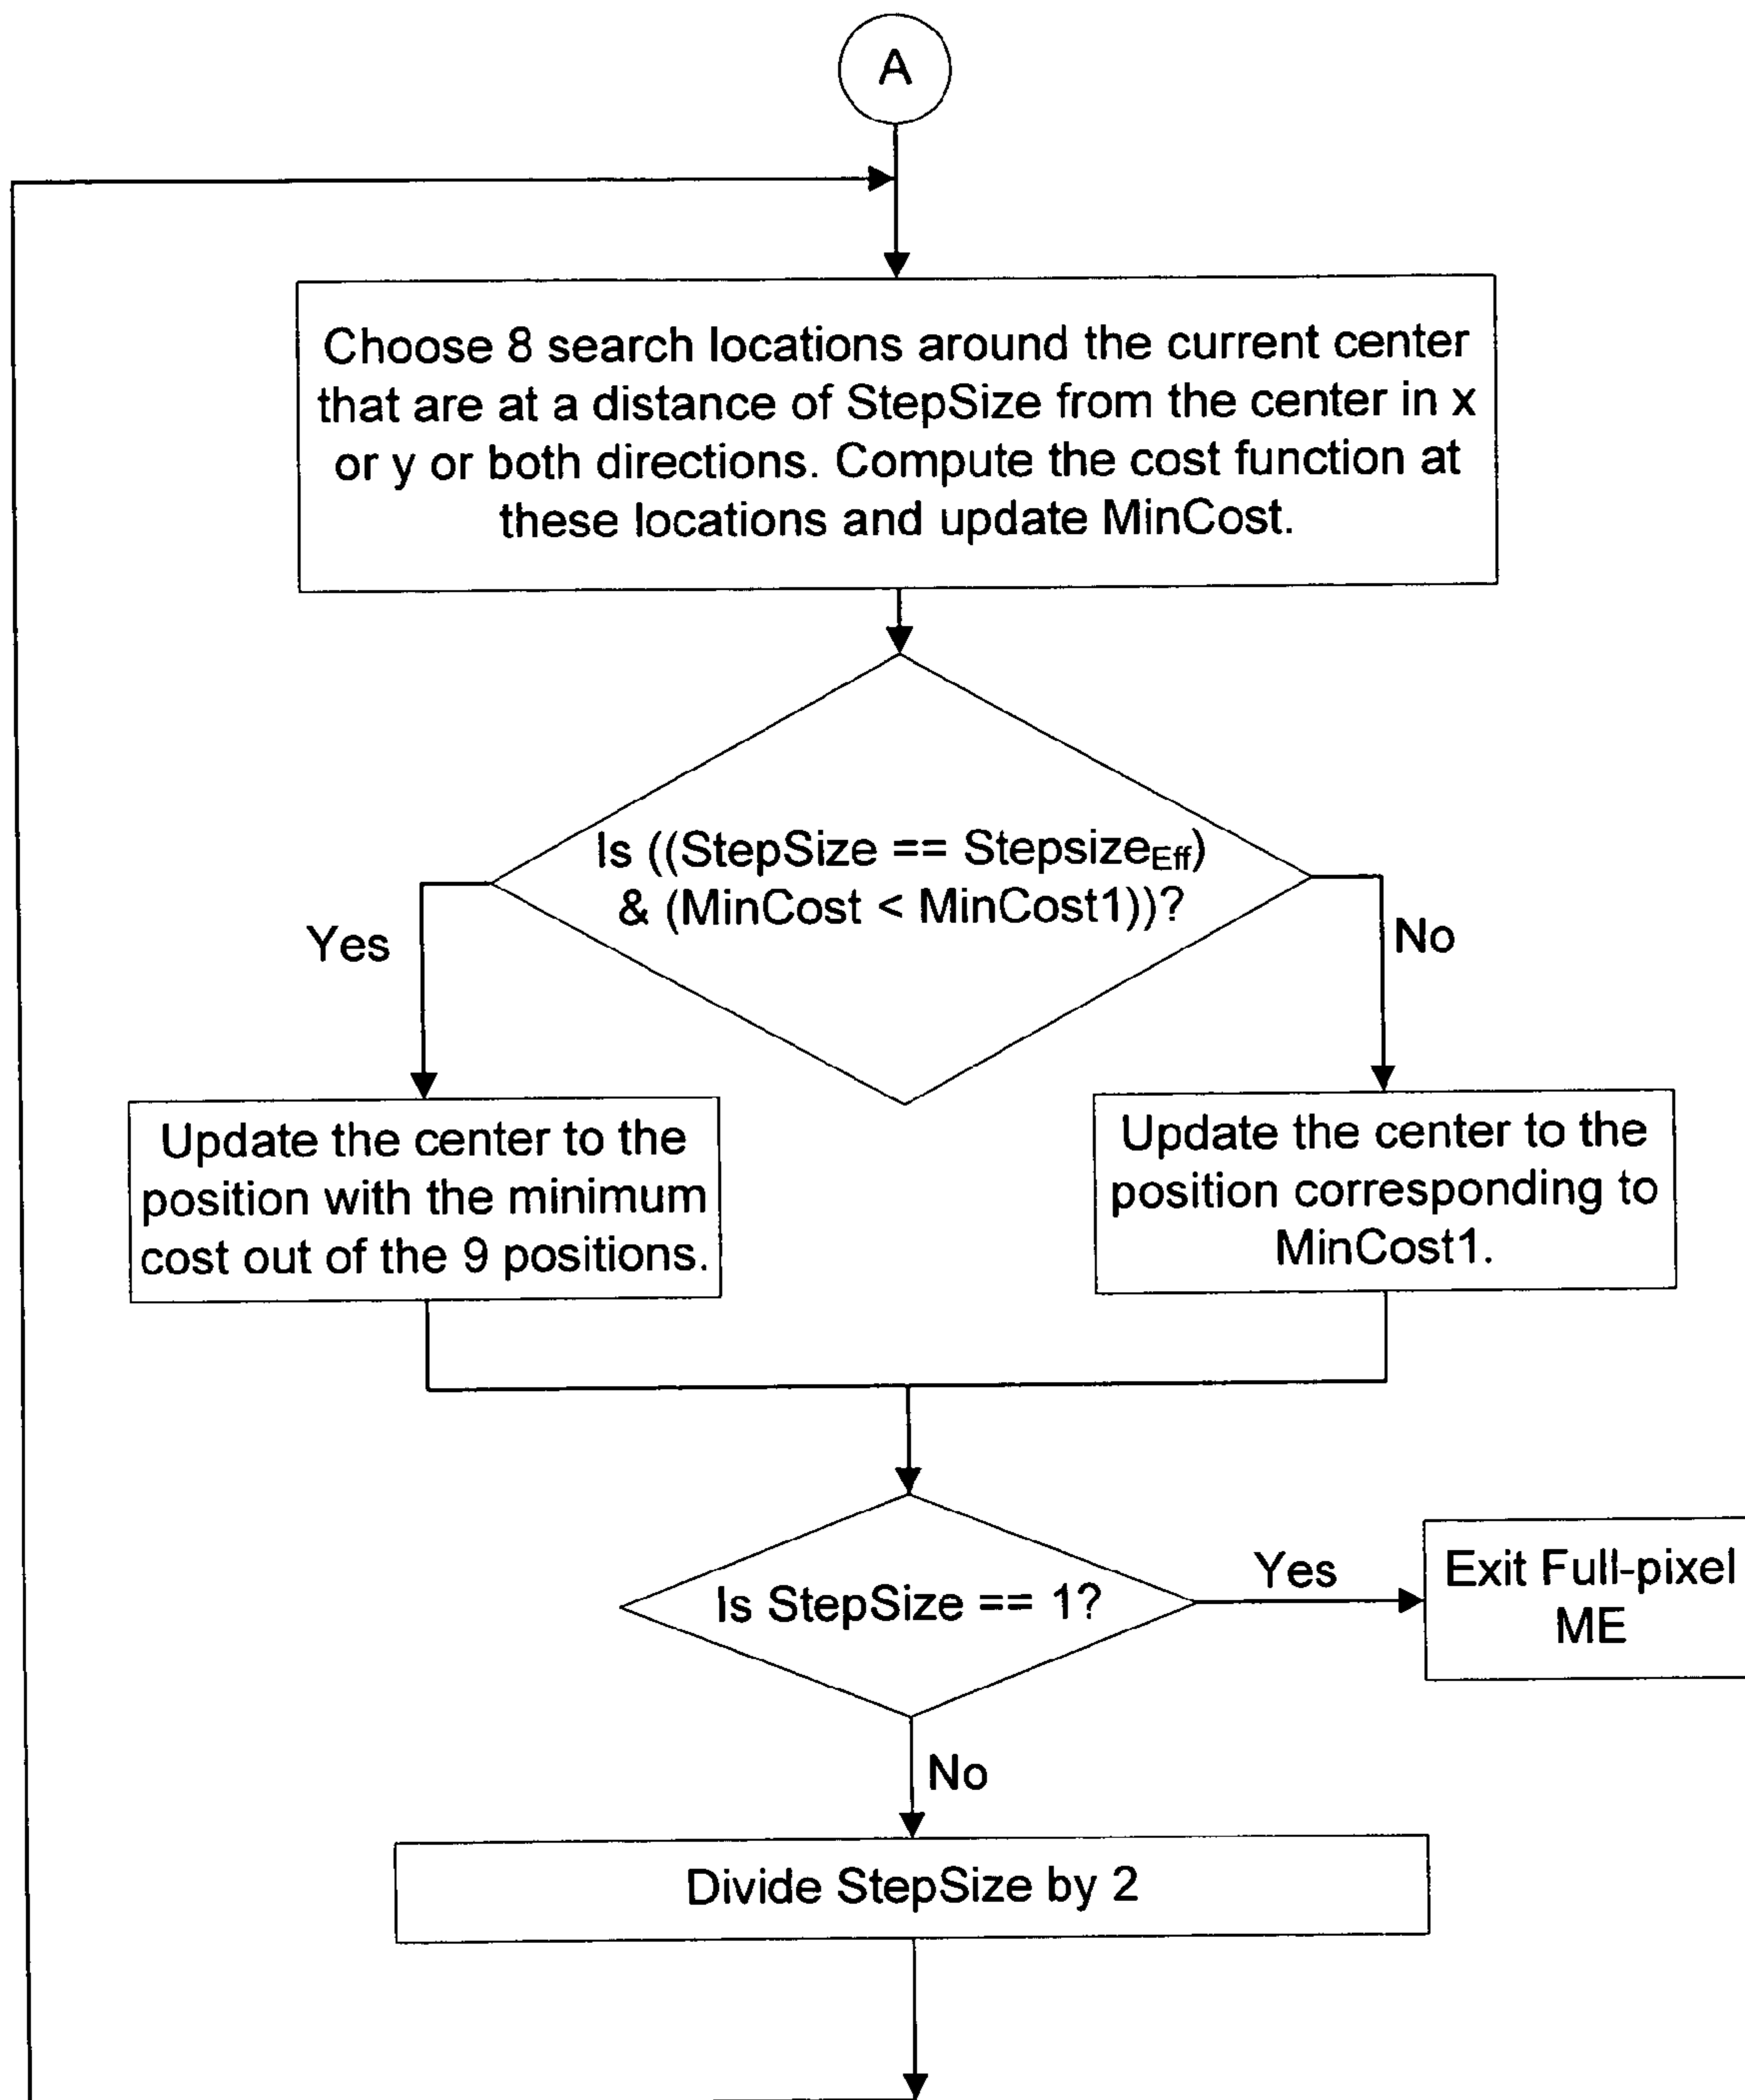 A
Choose 8 search locations around the current center
that are at a distance of StepSize from the center in x
or y or both directions. Compute the cost function at
these locations and update MinCost.
Is ((StepSize == Stepsize_Eff)
& (MinCost < MinCost1))?
Yes
No
Update the center to the
position with the minimum
cost out of the 9 positions.
Update the center to the
position corresponding to
MinCost1.
Is StepSize == 1?
Yes
Exit Full-pixel
ME
No
Divide StepSize by 2